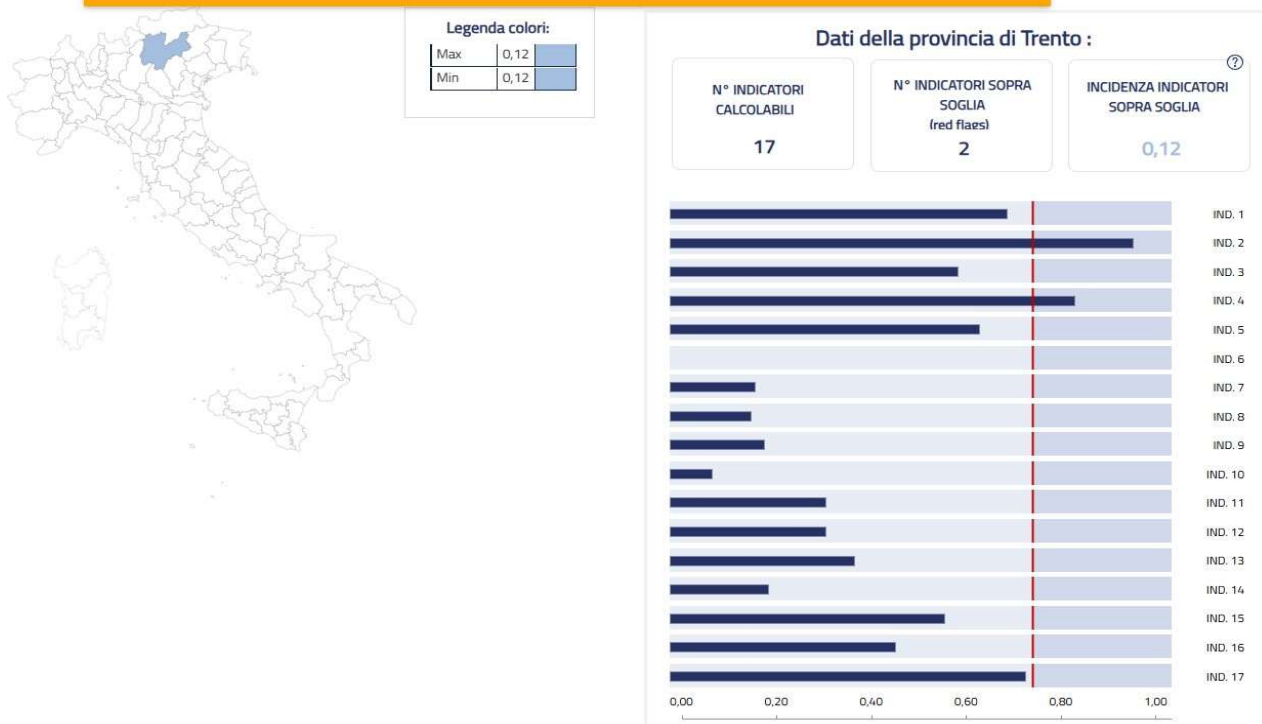 Legenda colori:
Max 0,12
Min 0,12
Dati della provincia di Trento :
N° INDICATORI
CALCOLABILI
17
N° INDICATORI SOPRA
SOGLIA
(red flags)
2
?
INCIDENZA INDICATORI
SOPRA SOGLIA
0,12
IND. 1
IND. 2
IND. 3
IND. 4
IND. 5
IND. 6
IND. 7
IND. 8
IND. 9
IND. 10
IND. 11
IND. 12
IND. 13
IND. 14
IND. 15
IND. 16
IND. 17
0,00 0,20 0,40 0,60 0,80 1,00